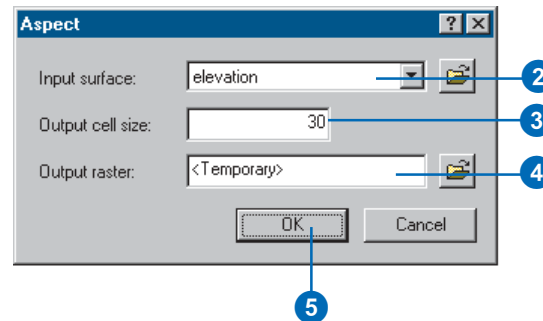 Aspect
Input surface: elevation 2
Output cell size: 30 3
Output raster: <Temporary> 4
OK Cancel
5